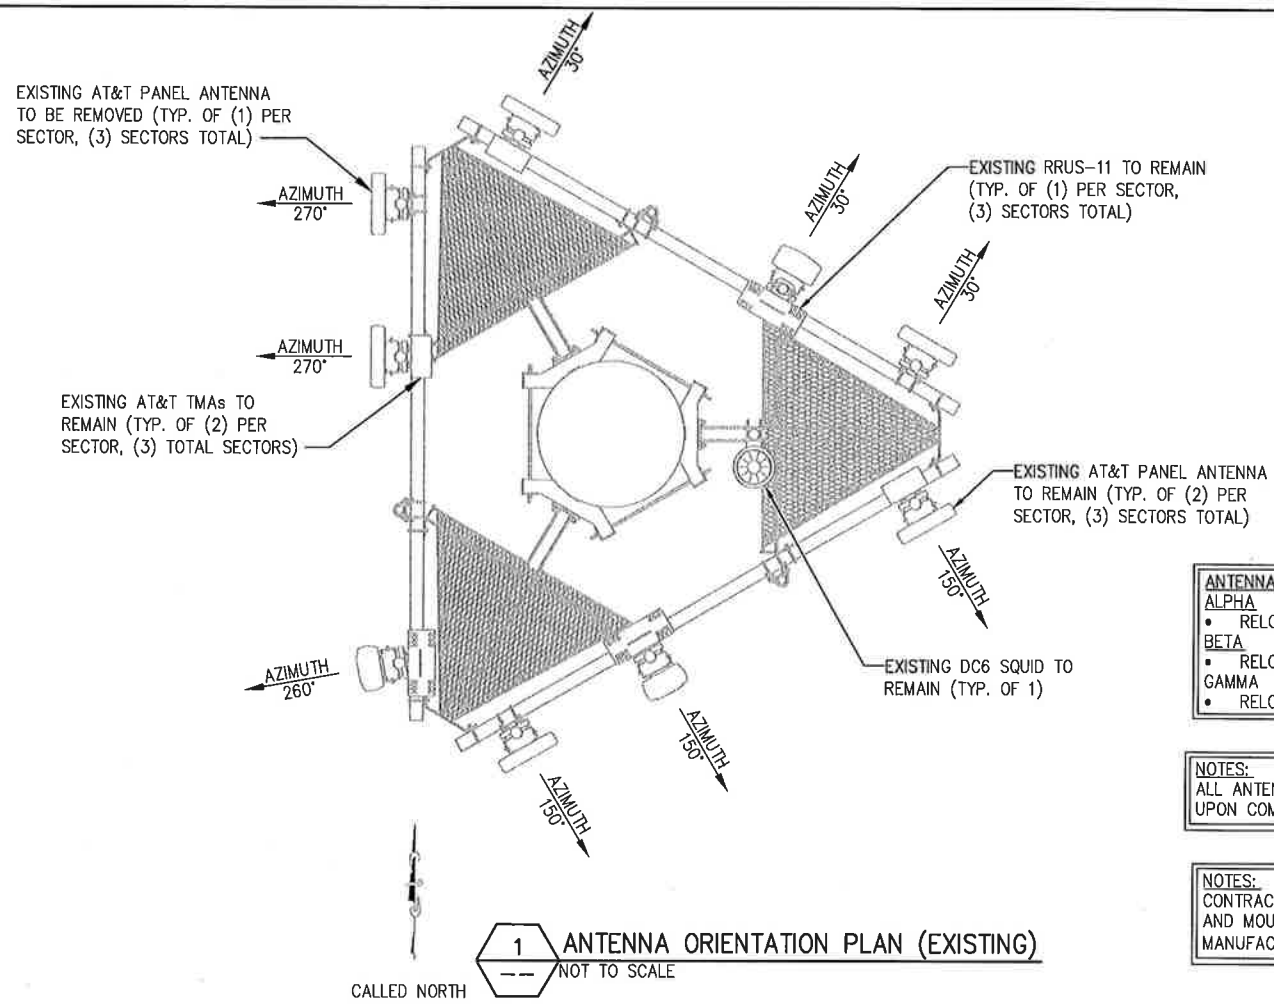 AZIMUTH
30°
EXISTING AT&T PANEL ANTENNA
TO BE REMOVED (TYP. OF (1) PER
SECTOR, (3) SECTORS TOTAL)
AZIMUTH
270°
AZIMUTH
30°
EXISTING RRUS-11 TO REMAIN
(TYP. OF (1) PER SECTOR,
(3) SECTORS TOTAL)
AZIMUTH
30°
AZIMUTH
270°
EXISTING AT&T TMAs TO
REMAIN (TYP. OF (2) PER
SECTOR, (3) TOTAL SECTORS)
EXISTING AT&T PANEL ANTENNA
TO REMAIN (TYP. OF (2) PER
SECTOR, (3) SECTORS TOTAL)
AZIMUTH
150°
ANTENNA
ALPHA
• RELO
BETA
• RELO
GAMMA
• RELO
AZIMUTH
260°
EXISTING DC6 SQUID TO
REMAIN (TYP. OF 1)
AZIMUTH
150°
AZIMUTH
150°
NOTES:
ALL ANTEN
UPON COM
NOTES:
CONTRAC
AND MOU
MANUFAC
1
--- 
ANTENNA ORIENTATION PLAN (EXISTING)
NOT TO SCALE
CALLED NORTH